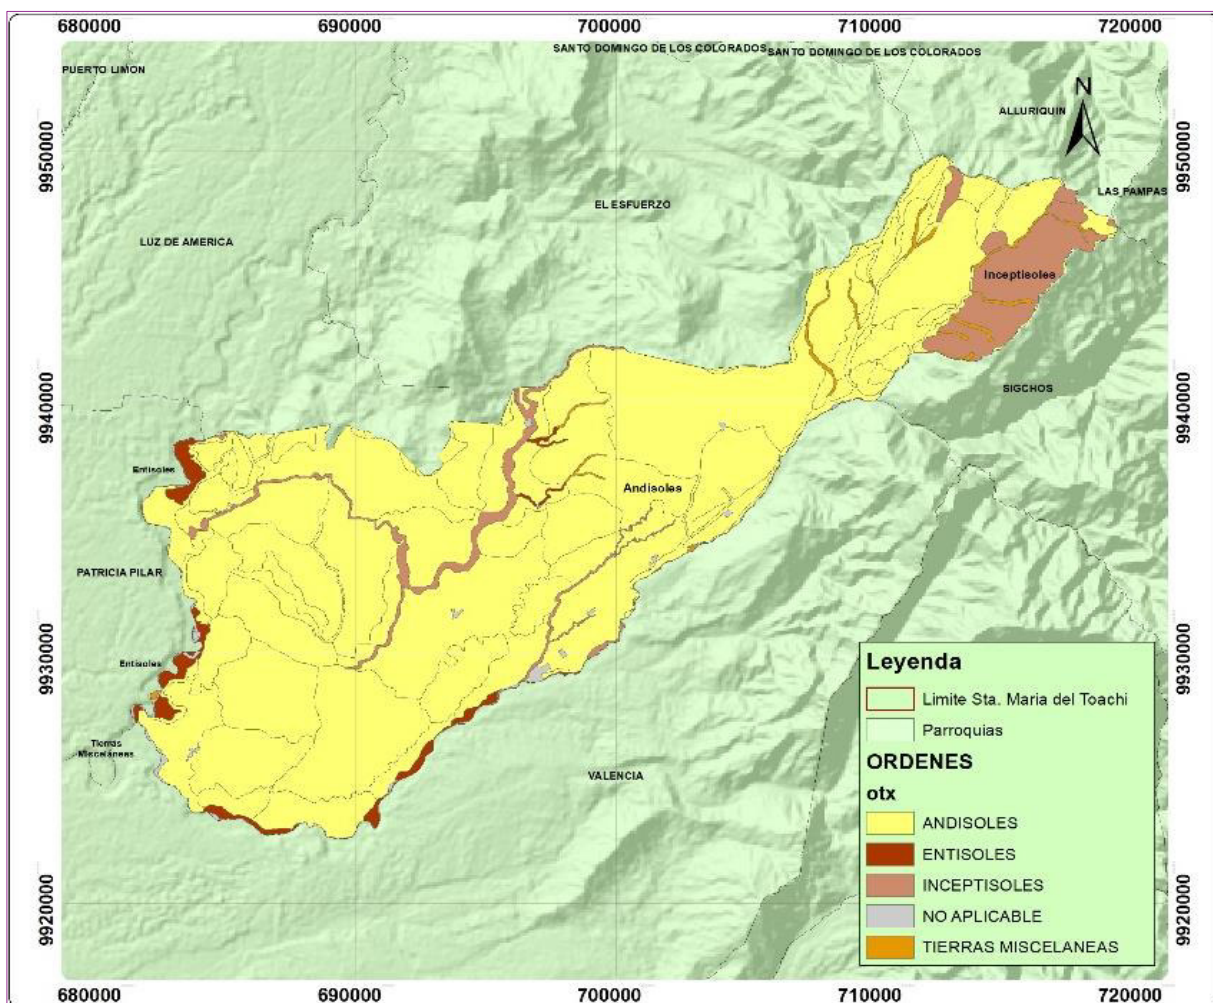 680000 690000 700000 710000 720000
SANTO DOMINGO DE LOS COLORADOS
SANTO DOMINGO DE LOS COLORADOS
PUERTO LIMON
N
ALLURIQUIN
9950000
9950000
LAS PAMPAS
EL ESFUERZO
LUZ DE AMERICA
Inceptisoles
SIGCHOS
9940000
9940000
Entisoles
Andisoles
PATRICIA PILAR
9930000
9930000
Entisoles
Tierras
Misceláneas
VALENCIA
Leyenda
Limite Sta. Maria del Toachi
Parroquias
ORDENES
otx
ANDISOLES
ENTISOLES
INCEPTISOLES
NO APLICABLE
TIERRAS MISCELANEAS
9920000
9920000
680000 690000 700000 710000 720000